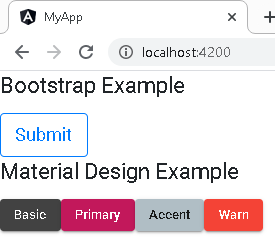 MyApp
localhost:4200
Bootstrap Example
Submit
Material Design Example
Basic Primary Accent Warn